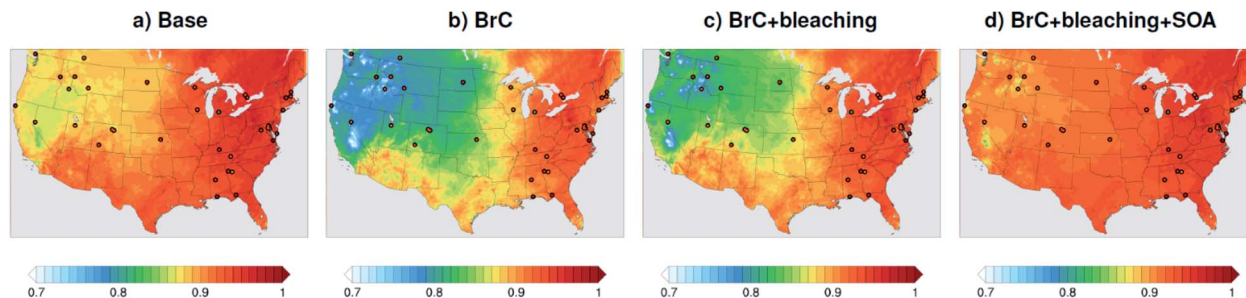 a) Base
b) BrC
c) BrC+bleaching
d) BrC+bleaching+SOA
0.7 0.8 0.9 1
0.7 0.8 0.9 1
0.7 0.8 0.9 1
0.7 0.8 0.9 1